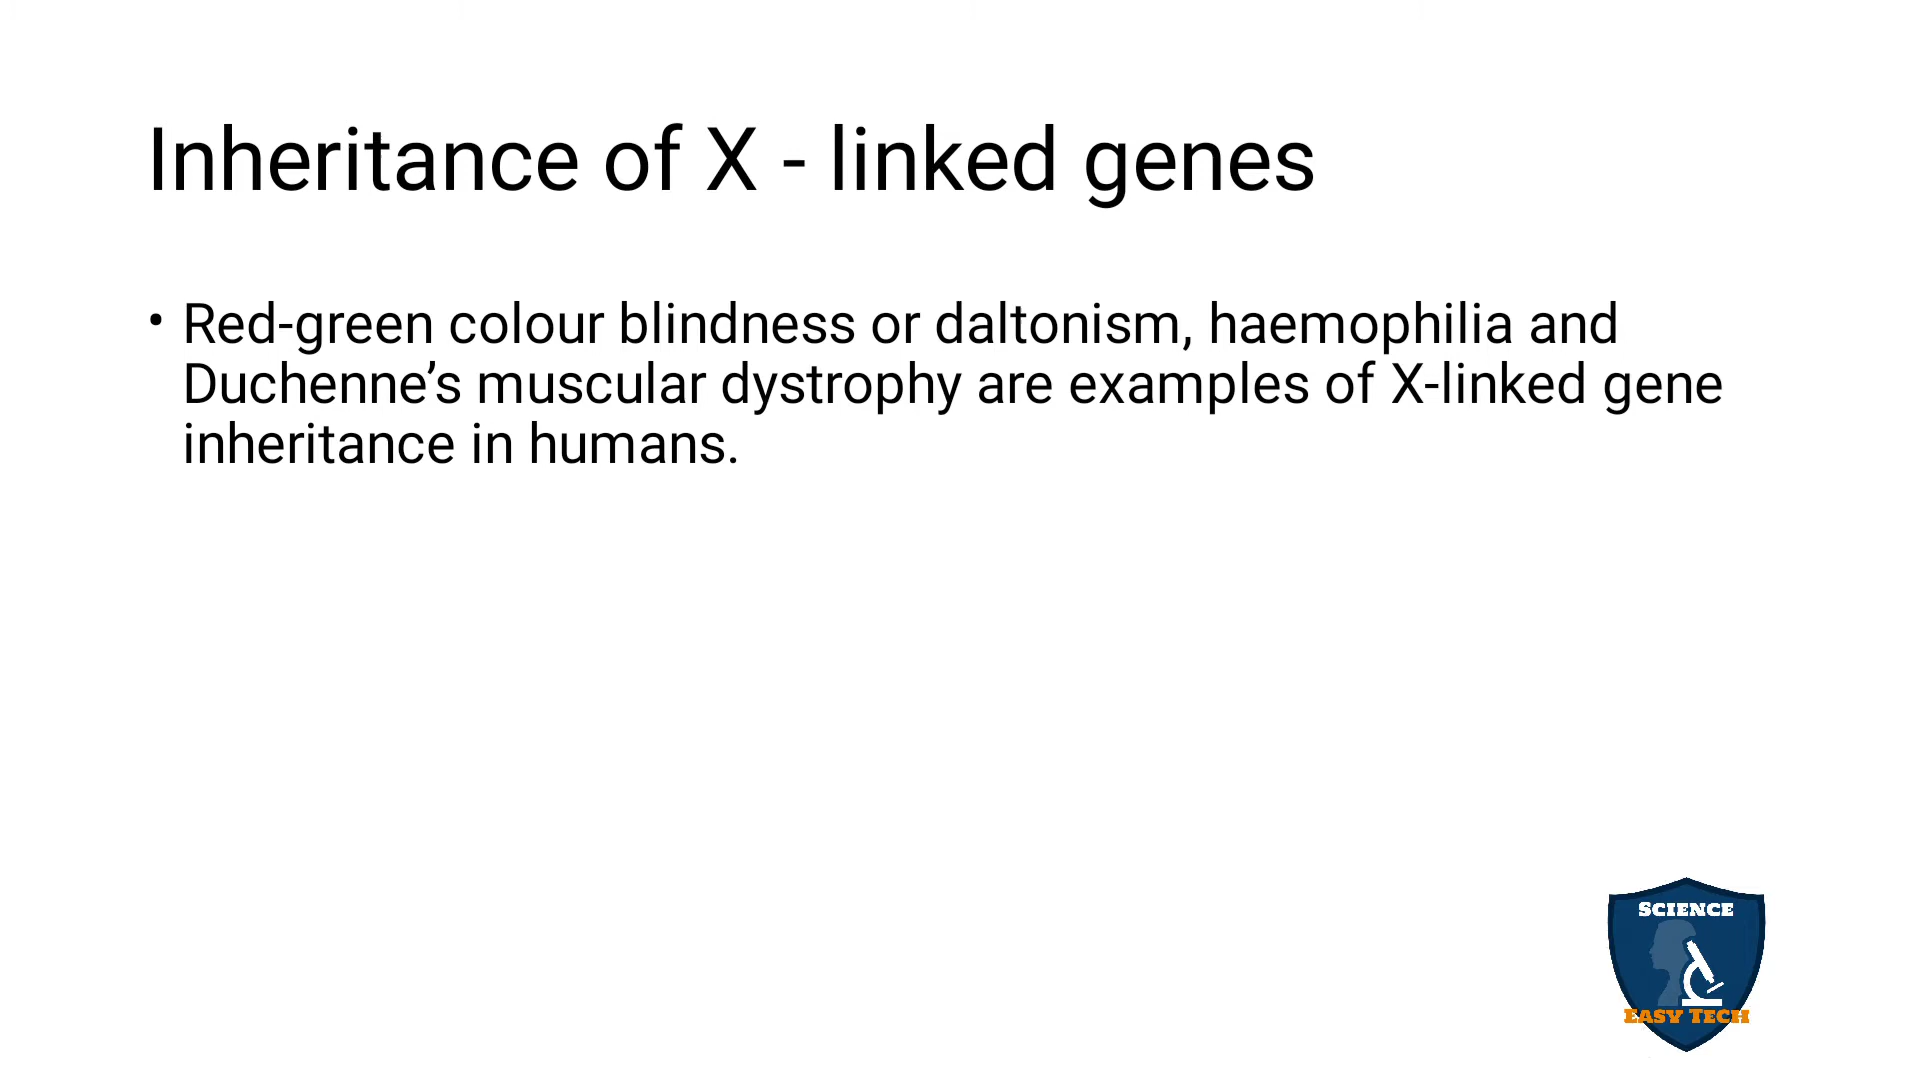 Inheritance of X - linked genes
• Red-green colour blindness or daltonism, haemophilia and
Duchenne’s muscular dystrophy are examples of X-linked gene
inheritance in humans.
SCIENCE
EASY TECH